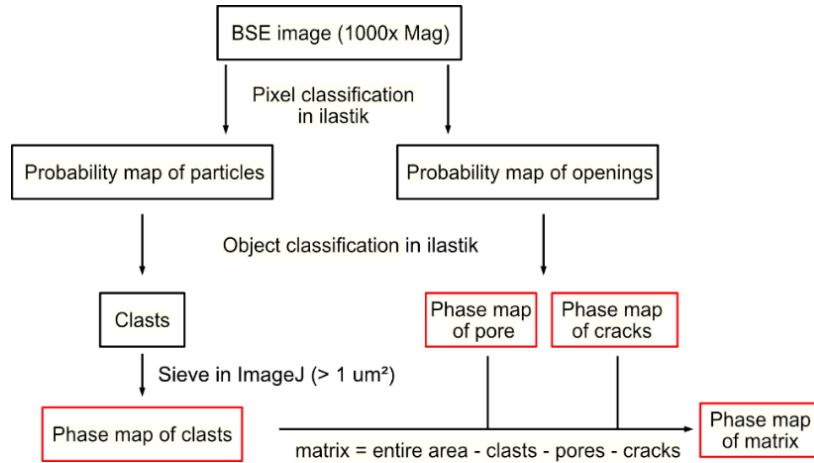 BSE image (1000x Mag)
Pixel classification
in ilastik
Probability map of particles
Probability map of openings
Object classification in ilastik
Clasts
Phase map
of pore
Phase map
of cracks
Sieve in ImageJ (> 1 um²)
Phase map of clasts
matrix = entire area - clasts - pores - cracks
Phase map
of matrix